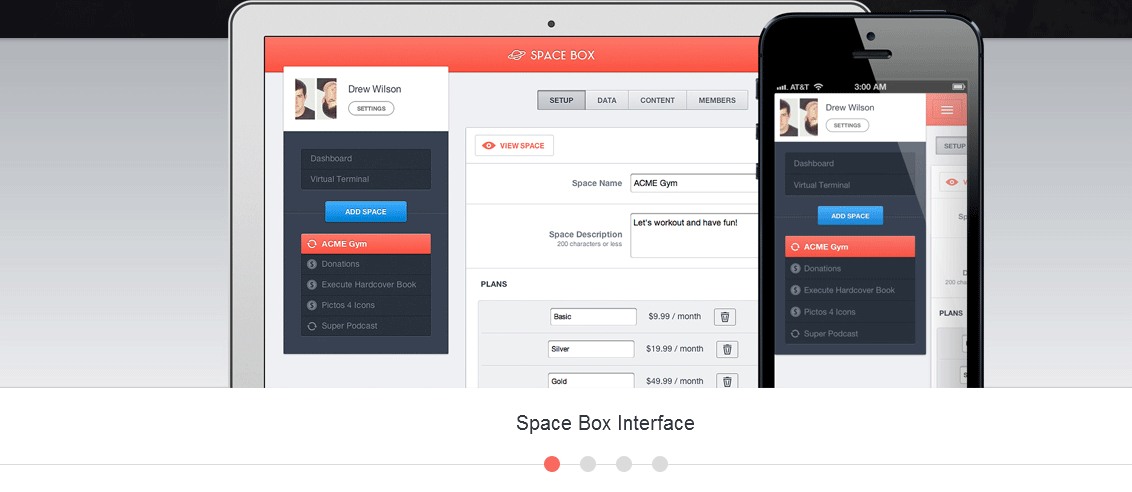 SPACE BOX
Drew Wilson
SETTINGS
SETUP DATA CONTENT MEMBERS
Dashboard
Virtual Terminal
ADD SPACE
ACME Gym
Donations
Execute Hardcover Book
Pictos 4 Icons
Super Podcast
VIEW SPACE
Space Name ACME Gym
Space Description Let's workout and have fun!
200 characters or less
PLANS
Basic $9.99 / month
Silver $19.99 / month
Gold $49.99 / month
AT&T 3:00 AM
Drew Wilson
SETTINGS
Dashboard
Virtual Terminal
ADD SPACE
ACME Gym
Donations
Execute Hardcover Book
Pictos 4 Icons
Super Podcast
SETUP
V
Sp
D
200 char
PLANS
Space Box Interface